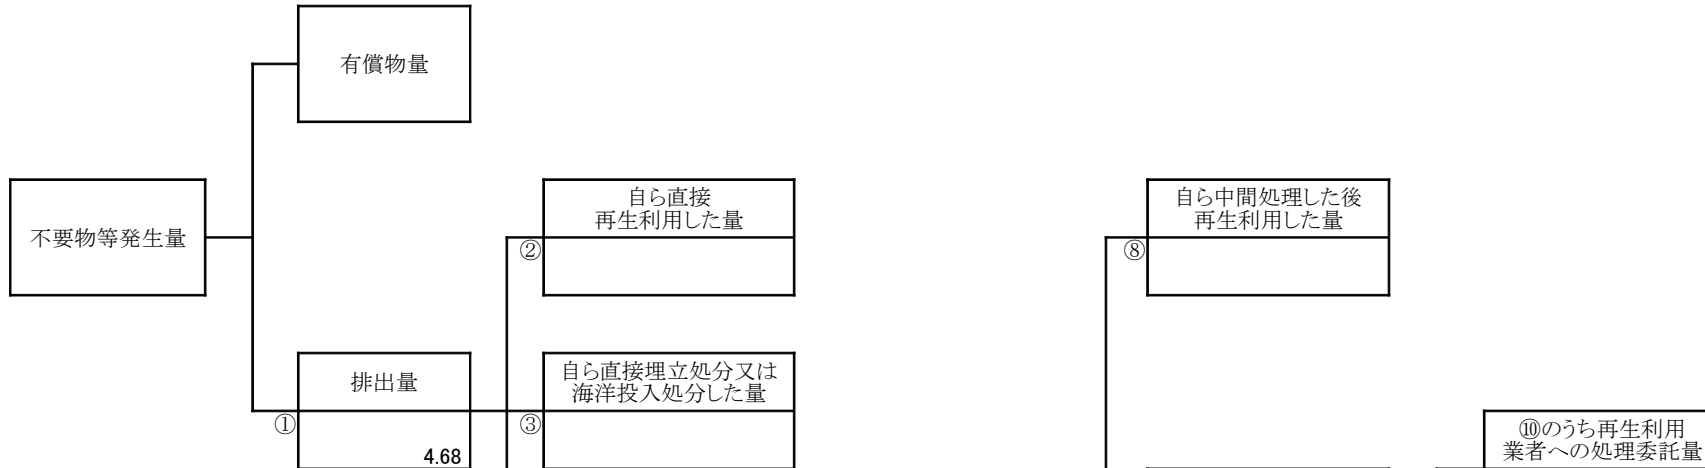 有償物量
不要物等発生量
自ら直接
再生利用した量
②
自ら中間処理した後
再生利用した量
⑧
排出量
①
4.68
自ら直接埋立処分又は
海洋投入処分した量
③
⑩のうち再生利用
業者への処理委託量